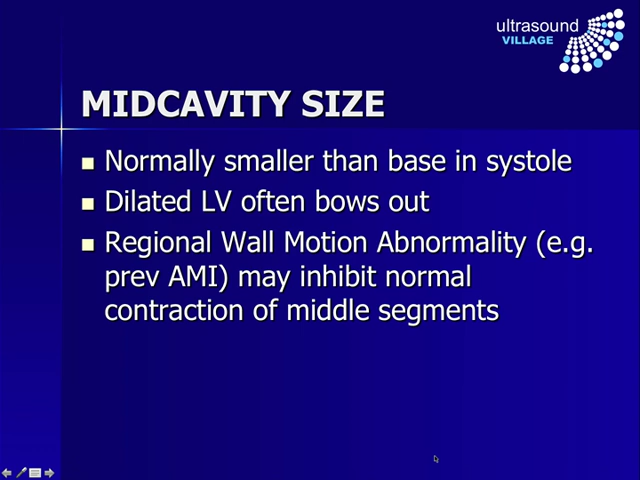 ultrasound
VILLAGE
MIDCAVITY SIZE
Normally smaller than base in systole
Dilated LV often bows out
Regional Wall Motion Abnormality (e.g.
prev AMI) may inhibit normal
contraction of middle segments